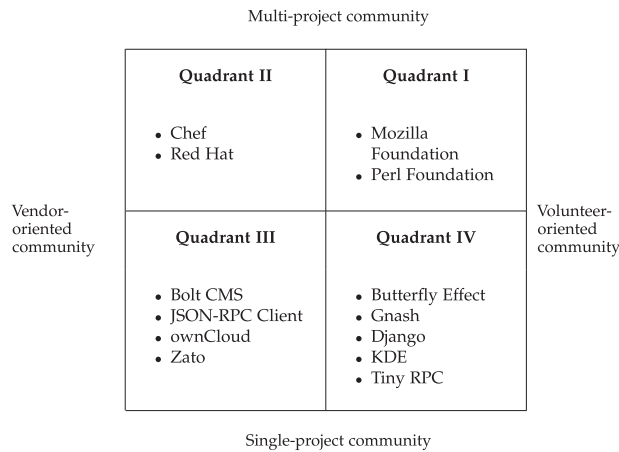 Multi-project community
Quadrant II
• Chef
• Red Hat
Quadrant I
• Mozilla
Foundation
• Perl Foundation
Vendor-
oriented
community
Volunteer-
oriented
community
Quadrant III
• Bolt CMS
• JSON-RPC Client
• ownCloud
• Zato
Quadrant IV
• Butterfly Effect
• Gnash
• Django
• KDE
• Tiny RPC
Single-project community